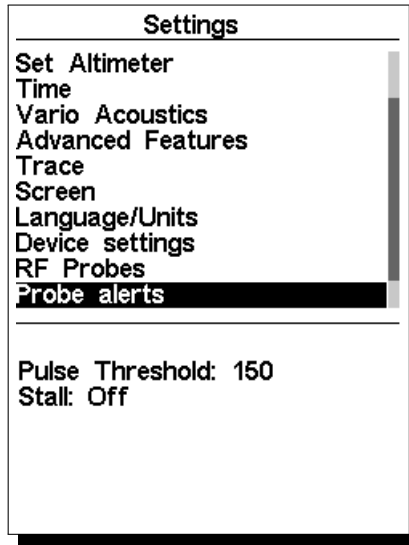 Settings
Set Altimeter
Time
Vario Acoustics
Advanced Features
Trace
Screen
Language/Units
Device settings
RF Probes
Probe alerts
Pulse Threshold: 150
Stall: Off